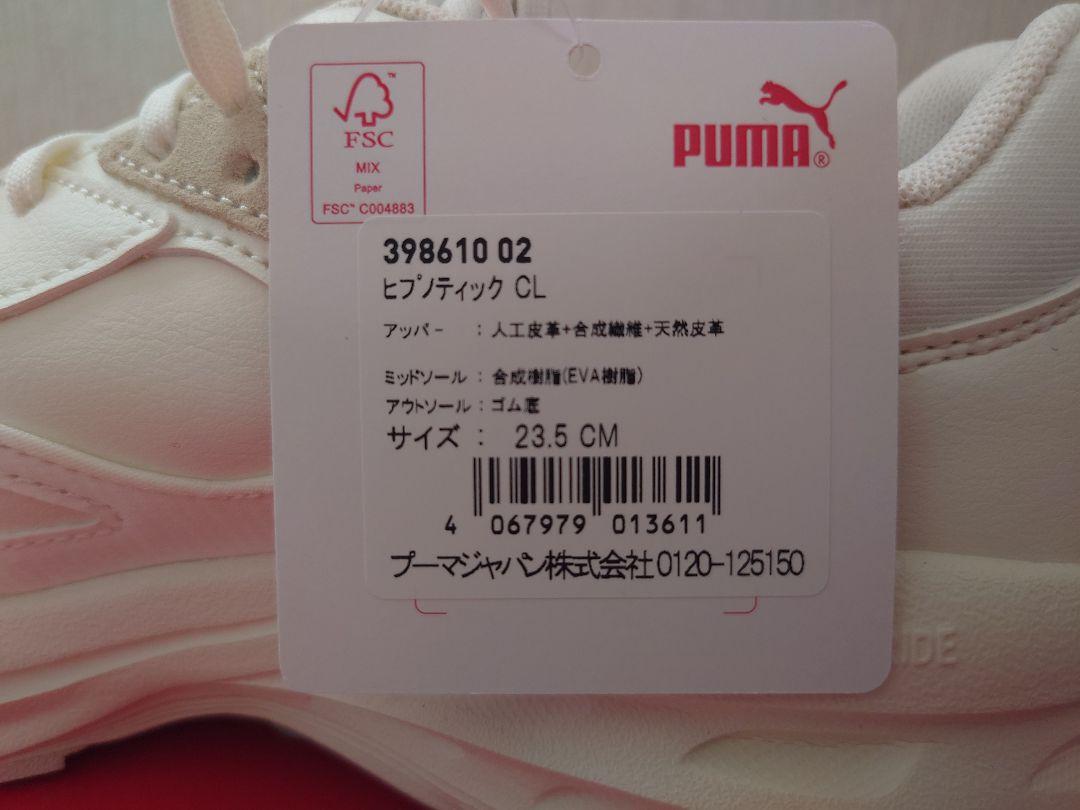 FSC
MIX
Paper
FSC™ C004883
PUMA®
398610 02
ヒプノティック CL
アッパー : 人工皮革+合成繊維+天然皮革
ミッドソール : 合成樹脂(EVA樹脂)
アウトソール : ゴム底
サイズ : 23.5 CM
4 067979 013611
プーマジャパン株式会社0120-125150